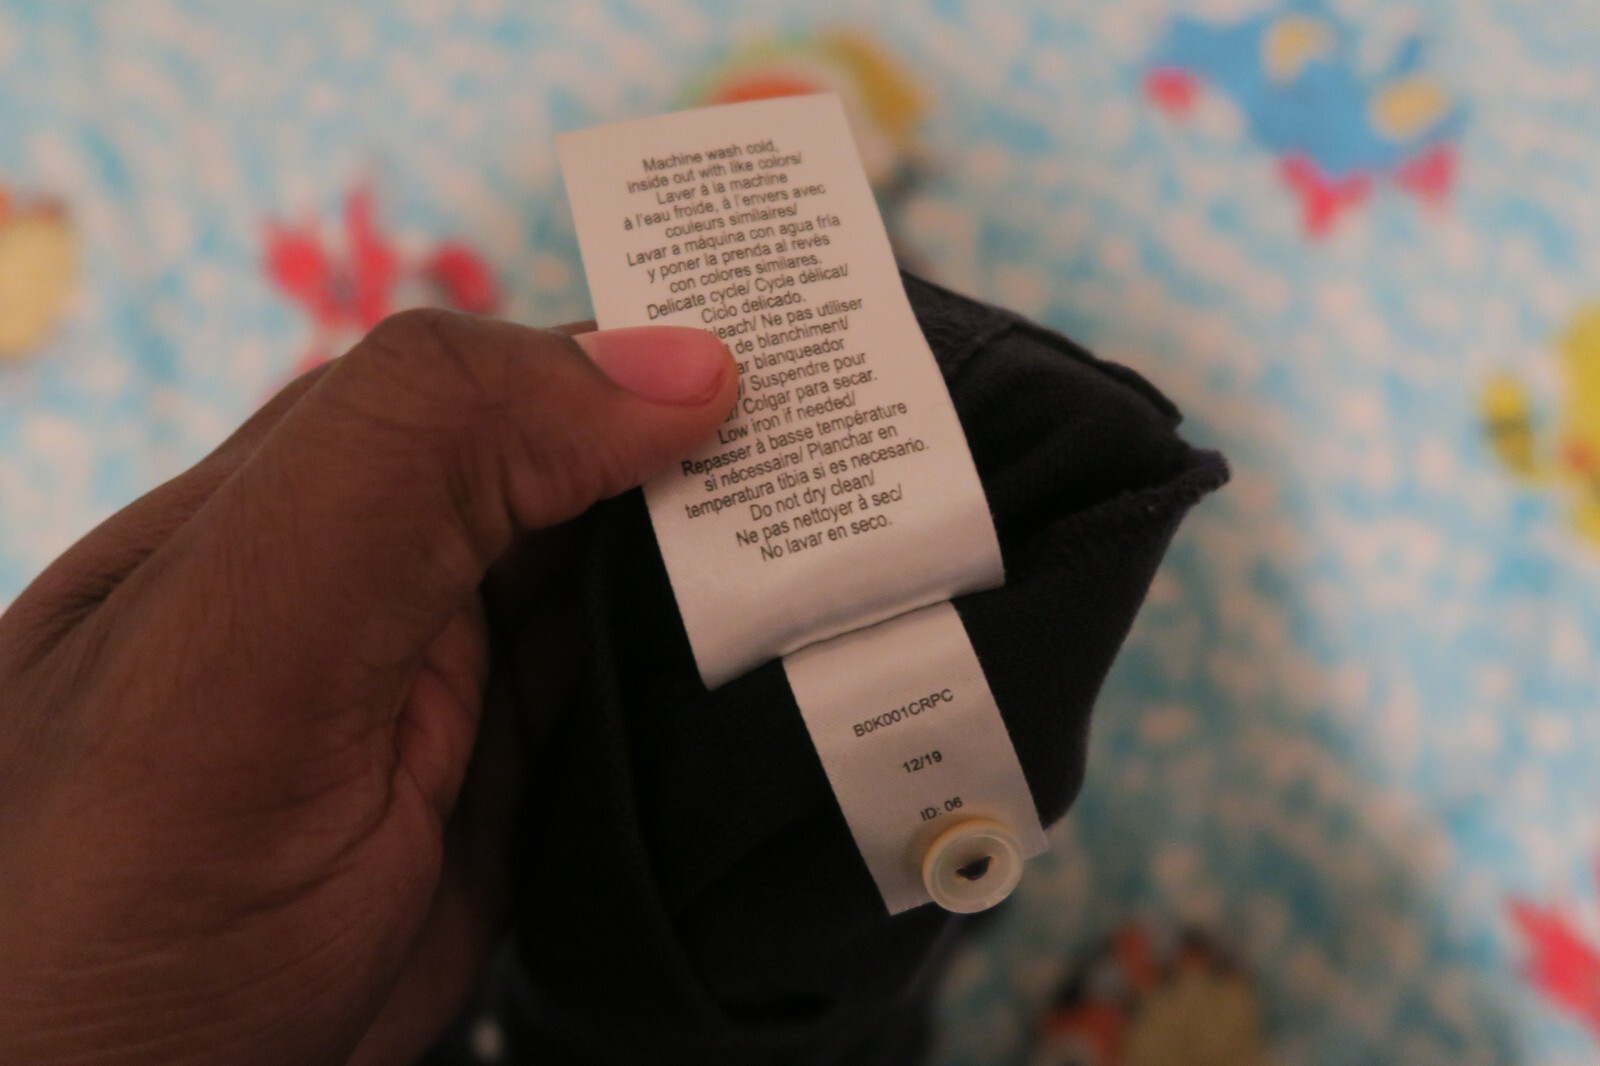 Machine wash cold,
inside out with like colors/
Laver à la machine
à l'eau froide, à l'envers avec
couleurs similaires/
Lavar a máquina con agua fria
y poner la prenda al revés
con colores similares.
Delicate cycle/ Cycle délicat/
Ciclo delicado.
Ne pas utiliser
de blanchiment/
blanqueador
Suspendre pour
Colgar para secar.
Low iron if needed/
Repasser à basse température
si nécessaire/ Planchar en
temperatura tibia si es necesario.
Do not dry clean/
Ne pas nettoyer à sec/
No lavar en seco.
B0K001CRPC
12/19
ID: 06